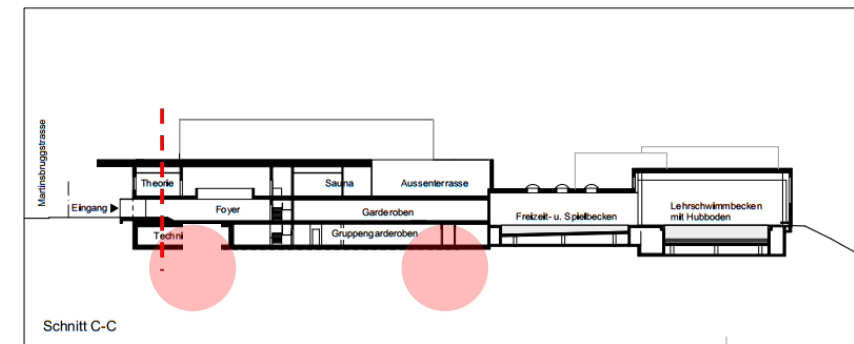 Martinsbruggstrasse
Theorie
Sauna
Aussenterrasse
Eingang
Foyer
Garderoben
Freizeit- u. Spielbecken
Lehrschwimmbecken
mit Hubboden
Techni
Gruppengarderoben
Schnitt C-C